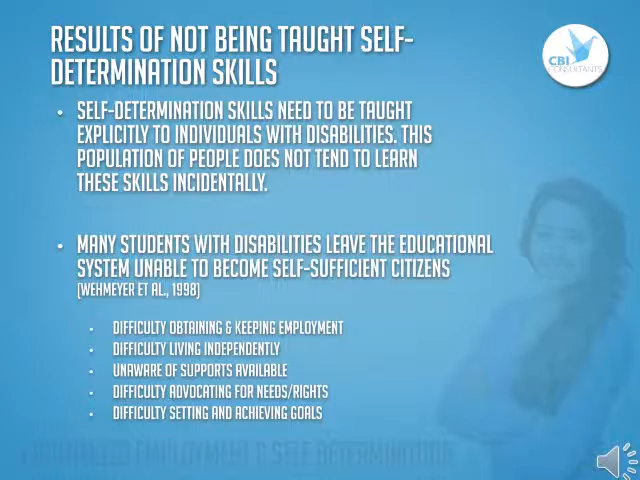 RESULTS OF NOT BEING TAUGHT SELF-
DETERMINATION SKILLS
CBI
CONSULTANTS
• SELF-DETERMINATION SKILLS NEED TO BE TAUGHT
EXPLICITLY TO INDIVIDUALS WITH DISABILITIES. THIS
POPULATION OF PEOPLE DOES NOT TEND TO LEARN
THESE SKILLS INCIDENTALLY.
• MANY STUDENTS WITH DISABILITIES LEAVE THE EDUCATIONAL
SYSTEM UNABLE TO BECOME SELF-SUFFICIENT CITIZENS
(WEHMEYER ET AL., 1998)
• DIFFICULTY OBTAINING & KEEPING EMPLOYMENT
• DIFFICULTY LIVING INDEPENDENTLY
• UNAWARE OF SUPPORTS AVAILABLE
• DIFFICULTY ADVOCATING FOR NEEDS/RIGHTS
• DIFFICULTY SETTING AND ACHIEVING GOALS
EMPLOYMENT SELF DETERMINATION